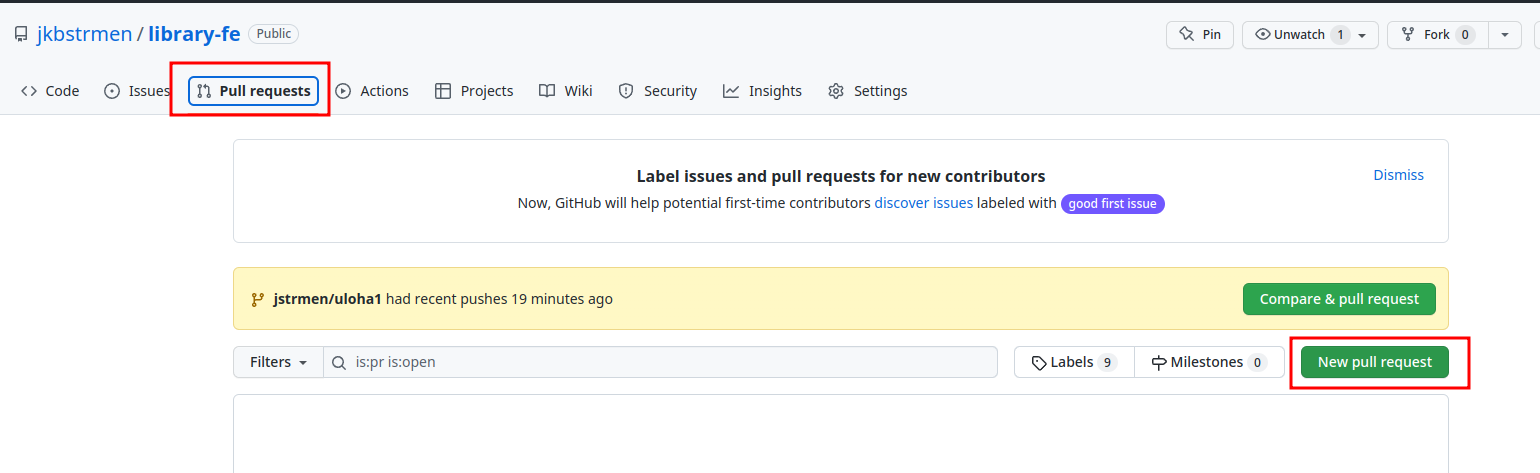 jkbstrmen / library-fe Public Pin Unwatch 1 Fork 0
Code Issues Pull requests Actions Projects Wiki Security Insights Settings
Label issues and pull requests for new contributors Dismiss
Now, GitHub will help potential first-time contributors discover issues labeled with good first issue
jstrmen/uloha1 had recent pushes 19 minutes ago Compare & pull request
Filters is:pr is:open Labels 9 Milestones 0 New pull request